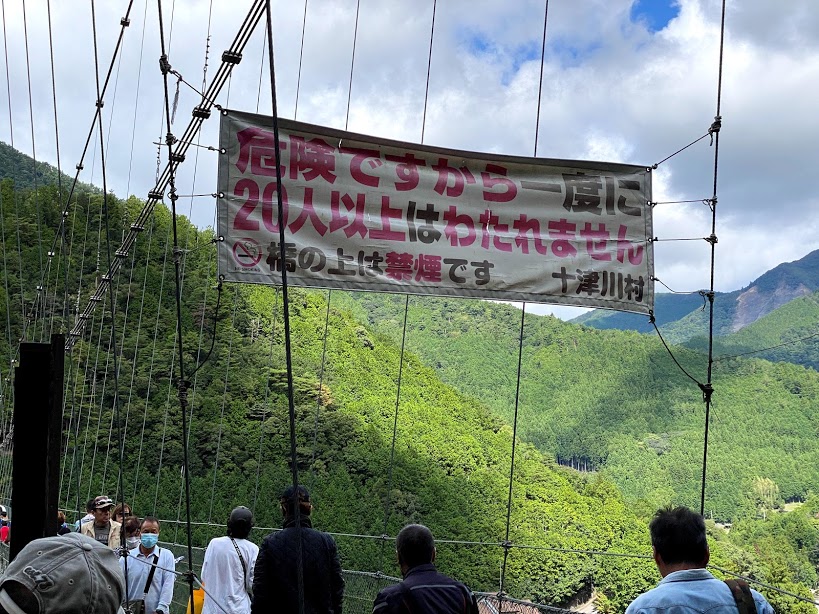 危険ですから一度に
20人以上はわたれません
橋の上は禁煙です 十津川村